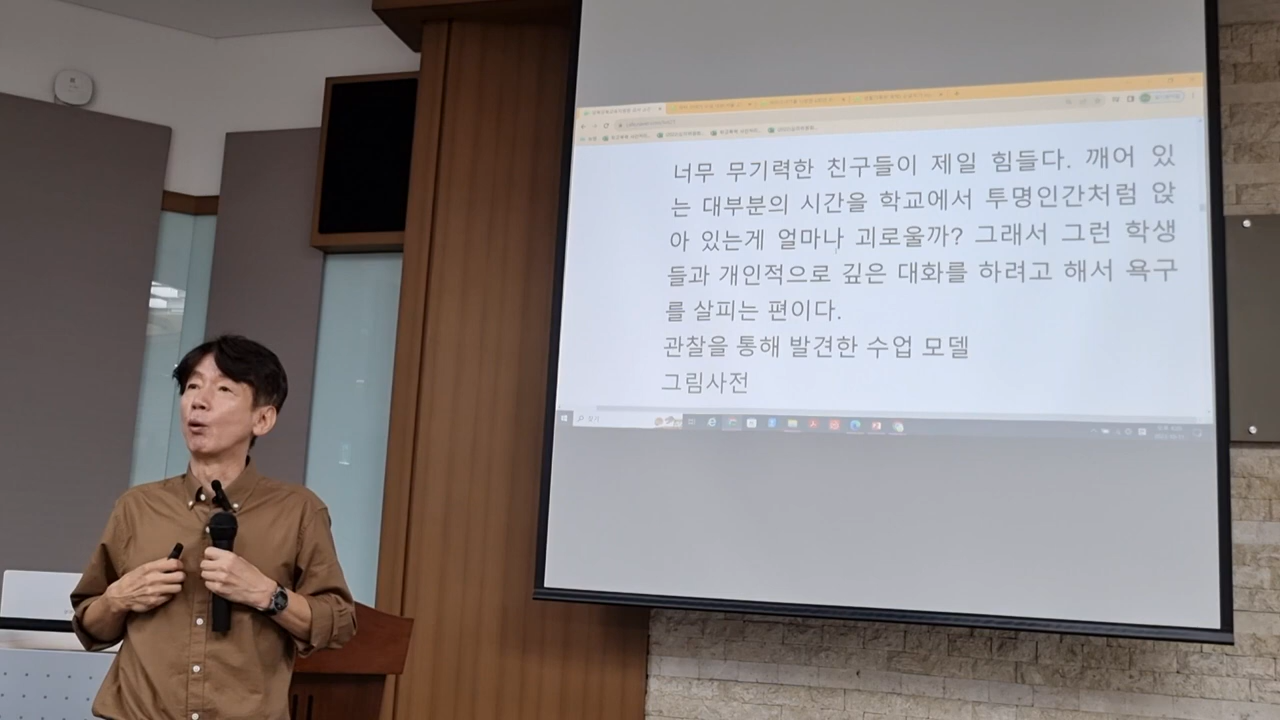 너무 무기력한 친구들이 제일 힘들다. 깨어 있
는 대부분의 시간을 학교에서 투명인간처럼 앉
아 있는게 얼마나 괴로울까? 그래서 그런 학생
들과 개인적으로 깊은 대화를 하려고 해서 욕구
를 살피는 편이다.
관찰을 통해 발견한 수업 모델
그림사전